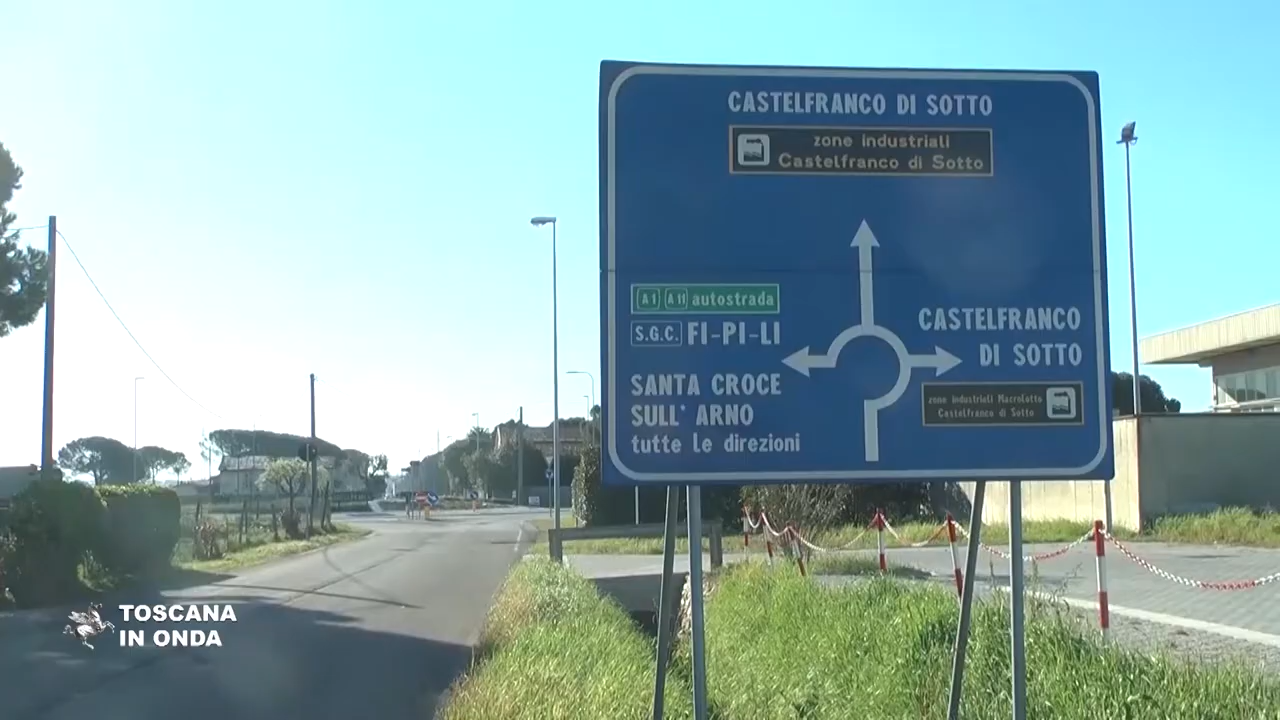 CASTELFRANCO DI SOTTO
zone industriali
Castelfranco di Sotto
A1 A11 autostrada
S.G.C. FI-PI-LI
SANTA CROCE
SULL' ARNO
tutte le direzioni
CASTELFRANCO
DI SOTTO
zone industriali Macrolotto
Castelfranco di Sotto
TOSCANA
IN ONDA